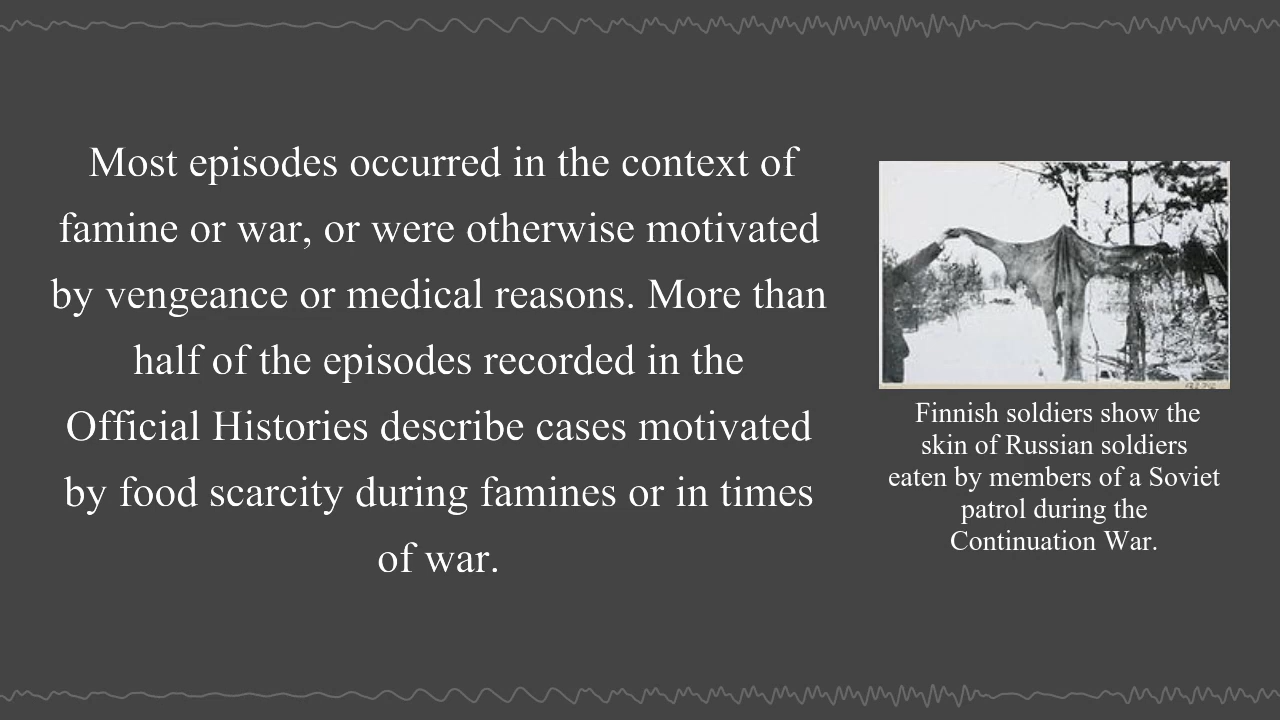 Most episodes occurred in the context of
famine or war, or were otherwise motivated
by vengeance or medical reasons. More than
half of the episodes recorded in the
Official Histories describe cases motivated
by food scarcity during famines or in times
of war.
Finnish soldiers show the
skin of Russian soldiers
eaten by members of a Soviet
patrol during the
Continuation War.